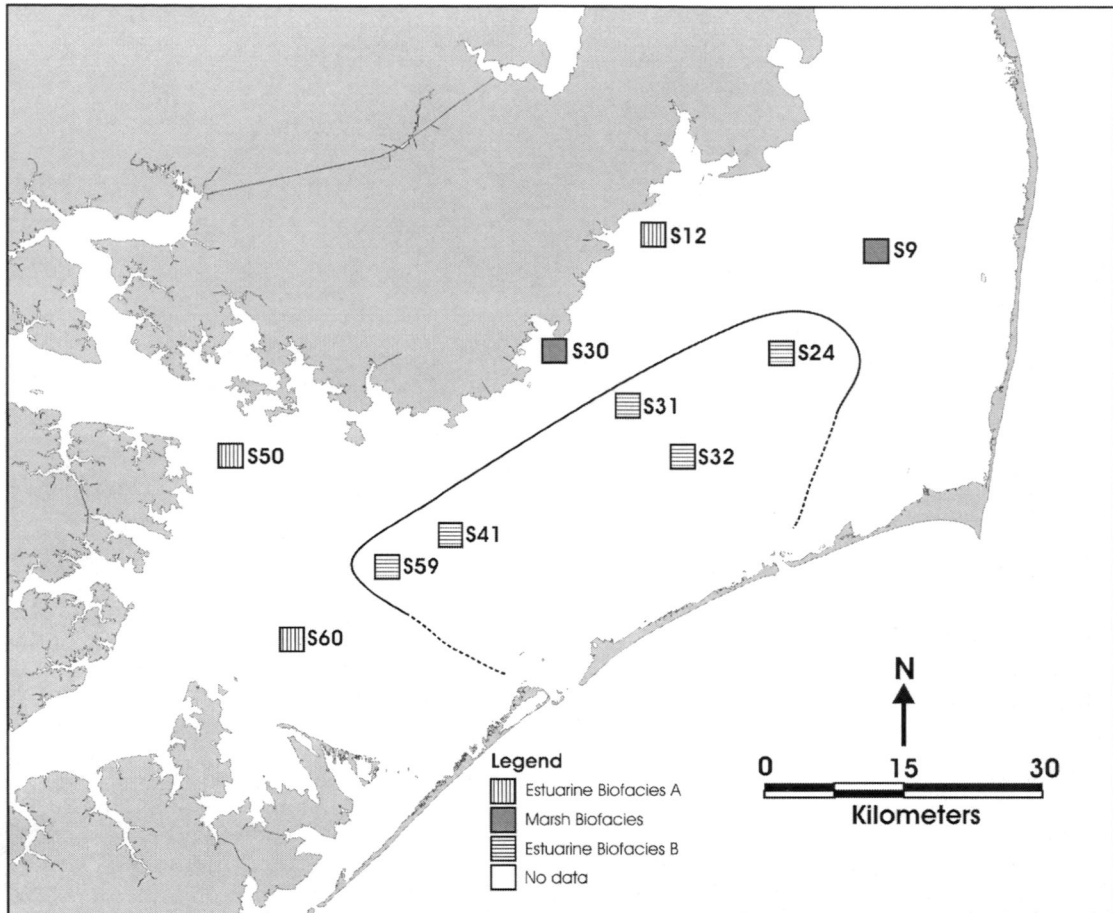 S12
S9
S30
S24
S31
S50
S32
S41
S59
S60
N
0 15 30
Kilometers
Legend
Estuarine Biofacies A
Marsh Biofacies
Estuarine Biofacies B
No data